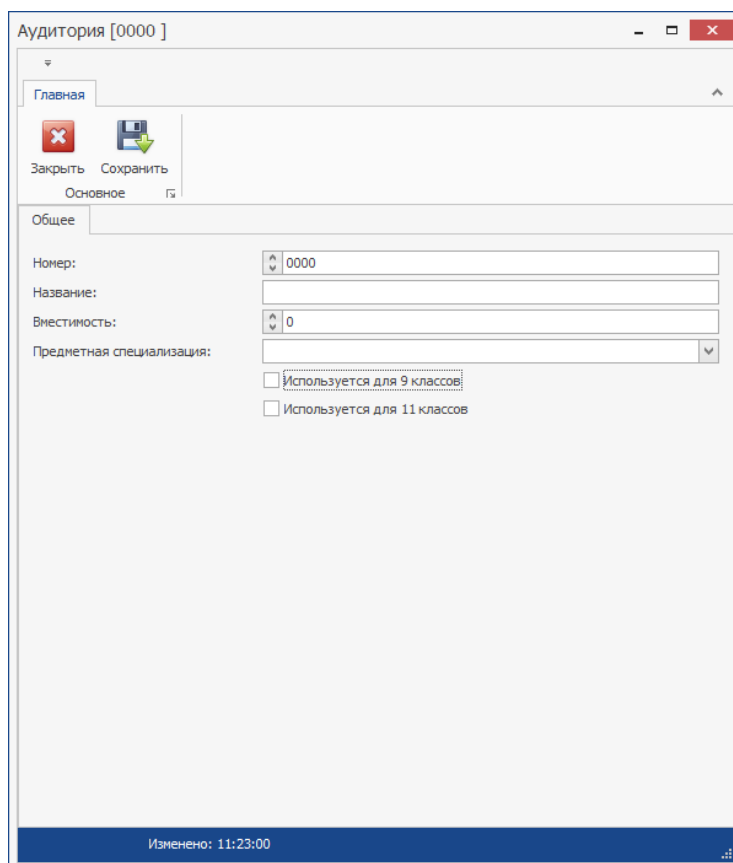 Аудитория [0000 ]
Главная
Закрыть Сохранить
Основное
Общее
Номер: 0000
Название:
Вместимость: 0
Предметная специализация:
Используется для 9 классов
Используется для 11 классов
Изменено: 11:23:00